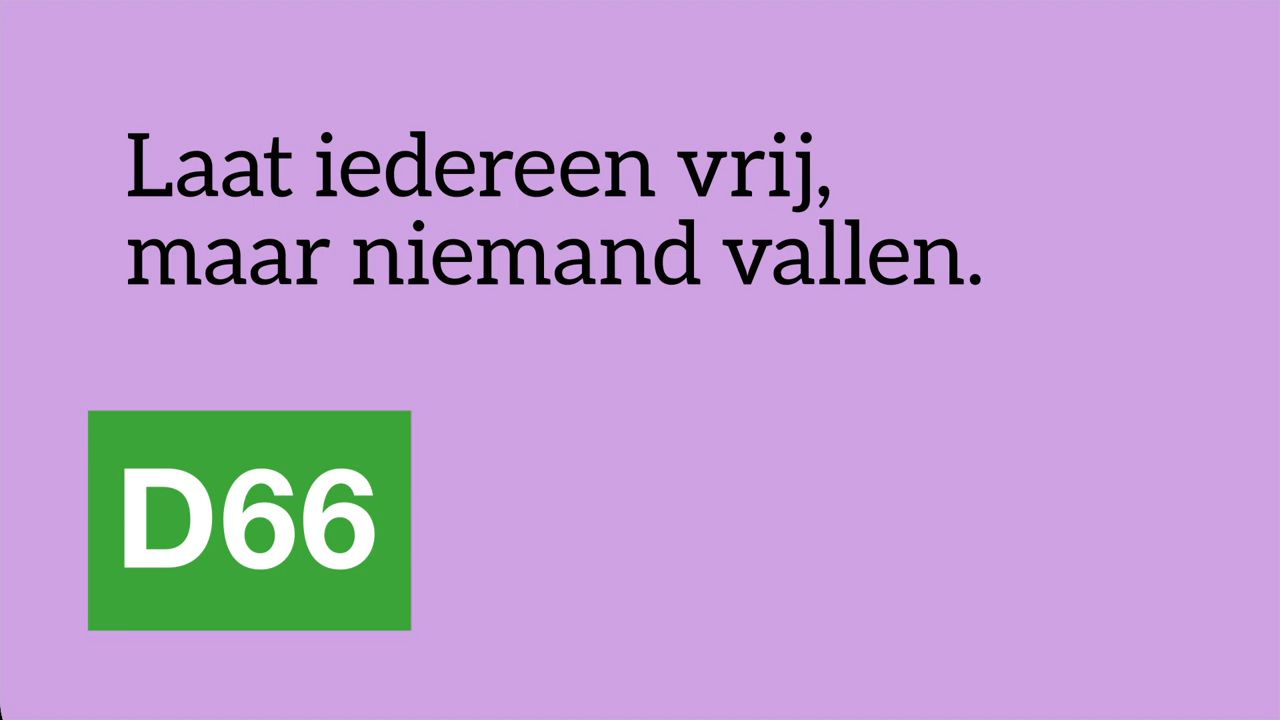 Laat iedereen vrij,
maar niemand vallen.
D66